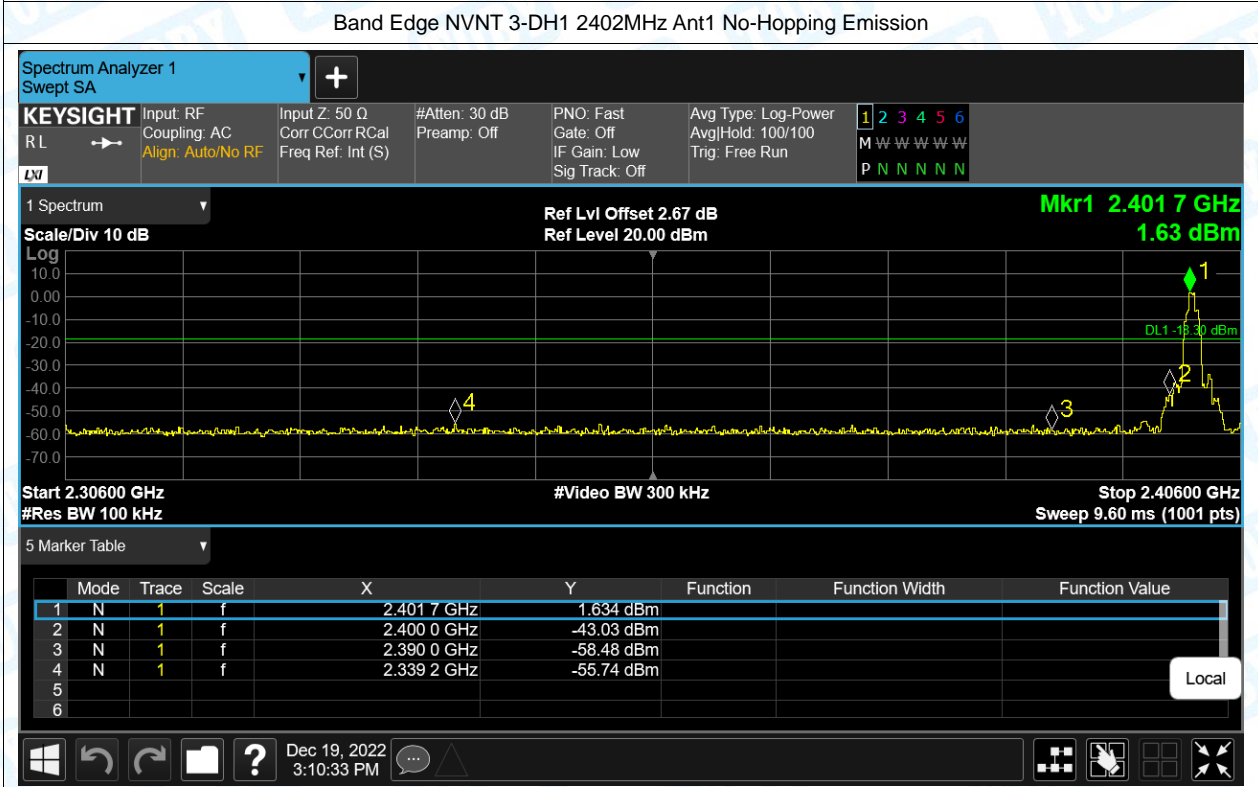 Band Edge NVNT 3-DH1 2402MHz Ant1 No-Hopping Emission
Spectrum Analyzer 1
Swept SA
+
KEYSIGHT Input: RF Input Z: 50 Ω #Atten: 30 dB PNO: Fast Avg Type: Log-Power 1 2 3 4 5 6
R L Coupling: AC Corr CCorr RCal Preamp: Off Gate: Off Avg|Hold: 100/100 M W W W W W
Align: Auto/No RF Freq Ref: Int (S) IF Gain: Low Trig: Free Run P N N N N N
LXI Sig Track: Off
1 Spectrum Ref Lvl Offset 2.67 dB Mkr1 2.401 7 GHz
Scale/Div 10 dB Ref Level 20.00 dBm 1.63 dBm
Log
10.0 1
0.00
-10.0
DL1 -18.30 dBm
-20.0
-30.0
2
-40.0
4 3
-50.0
-60.0
-70.0
Start 2.30600 GHz #Video BW 300 kHz Stop 2.40600 GHz
#Res BW 100 kHz Sweep 9.60 ms (1001 pts)
5 Marker Table
Mode Trace Scale X Y Function Function Width Function Value
1 N 1 f 2.401 7 GHz 1.634 dBm
2 N 1 f 2.400 0 GHz -43.03 dBm
3 N 1 f 2.390 0 GHz -58.48 dBm
4 N 1 f 2.339 2 GHz -55.74 dBm
5
6
Local
? Dec 19, 2022
3:10:33 PM